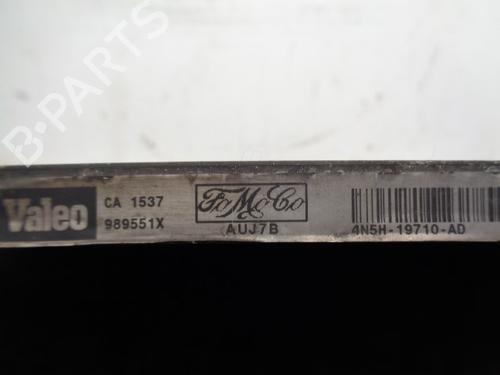 B-PARTS
Valeo
CA 1537
989551X
FoMoCo
AUJ7B
4N5H-19710-AD